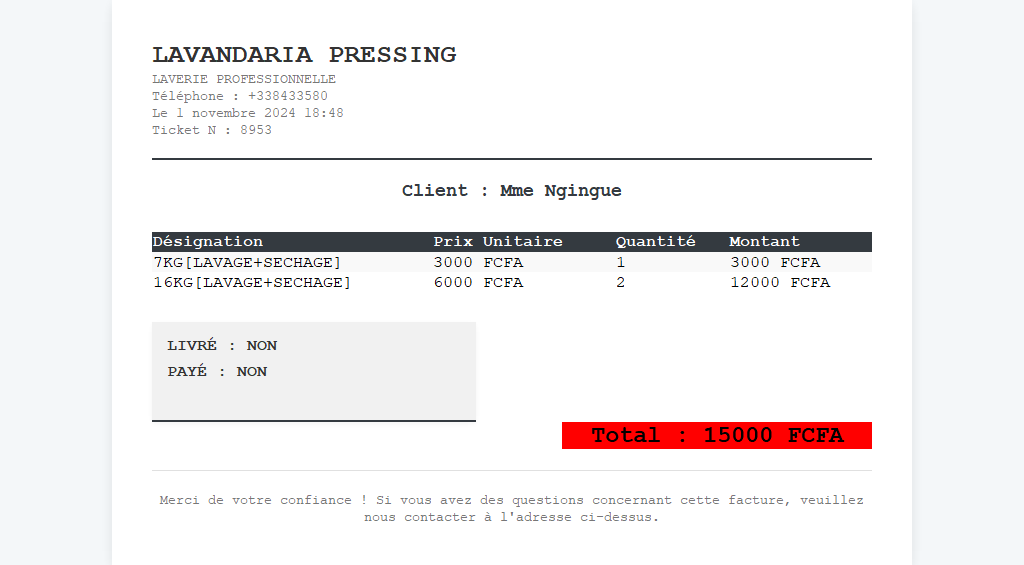 LAVANDARIA PRESSING
LAVERIE PROFESSIONNELLE
Téléphone : +338433580
Le 1 novembre 2024 18:48
Ticket N : 8953
Client : Mme Ngingue
Désignation Prix Unitaire Quantité Montant
7KG[LAVAGE+SECHAGE] 3000 FCFA 1 3000 FCFA
16KG[LAVAGE+SECHAGE] 6000 FCFA 2 12000 FCFA
LIVRÉ : NON
PAYÉ : NON
Total : 15000 FCFA
Merci de votre confiance ! Si vous avez des questions concernant cette facture, veuillez
nous contacter à l'adresse ci-dessus.